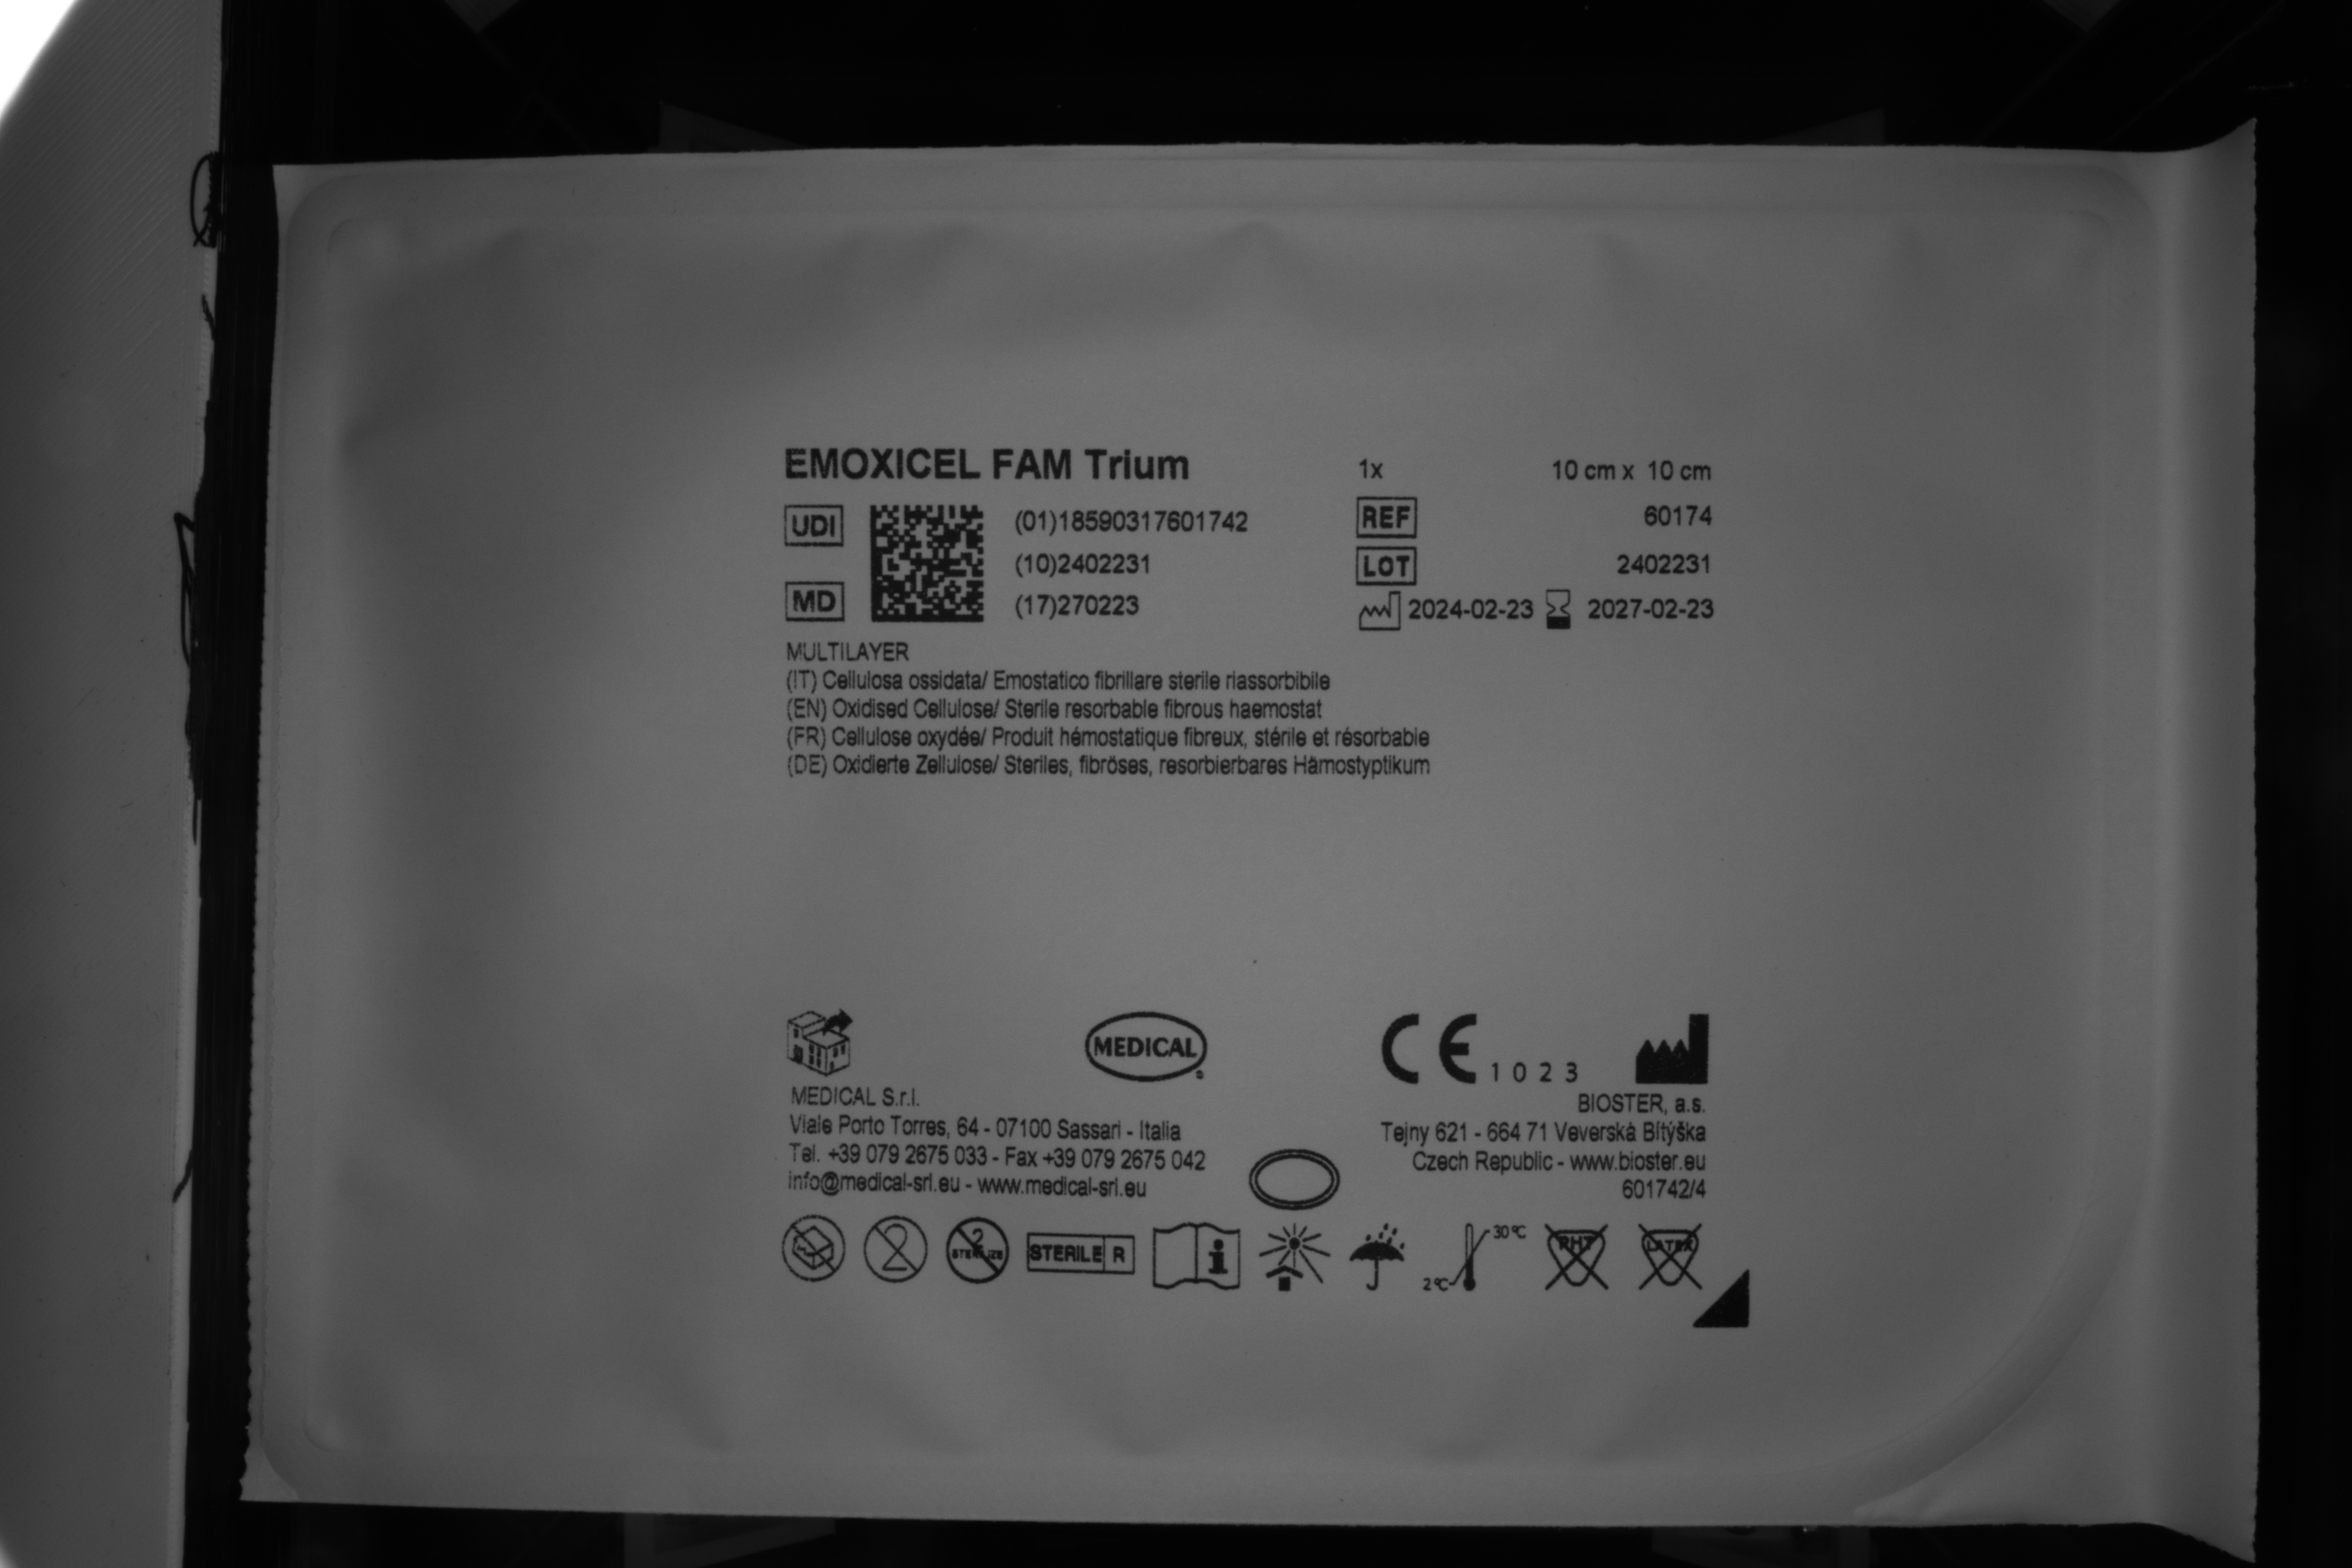 EMOXICEL FAM Trium
1x 10 cm x 10 cm
UDI (01)18590317601742
REF 60174
(10)2402231
LOT 2402231
MD (17)270223
2024-02-23 2027-02-23
MULTILAYER
(IT) Cellulosa ossidata/ Emostatico fibrillare sterile riassorbibile
(EN) Oxidised Cellulose/ Sterile resorbable fibrous haemostat
(FR) Cellulose oxydée/ Produit hémostatique fibreux, stérile et résorbable
(DE) Oxidierte Zellulose/ Steriles, fibröses, resorbierbares Hämostyptikum
MEDICAL
CE 1023
MEDICAL S.r.l.
Viale Porto Torres, 64 - 07100 Sassari - Italia
Tel. +39 079 2675 033 - Fax +39 079 2675 042
info@medical-srl.eu - www.medical-srl.eu
BIOSTER, a.s.
Tejny 621 - 664 71 Veverská Bítýška
Czech Republic - www.bioster.eu
601742/4
2
2 STERILIZE
STERILE R
i
2°C 30°C
PHT
LATEX